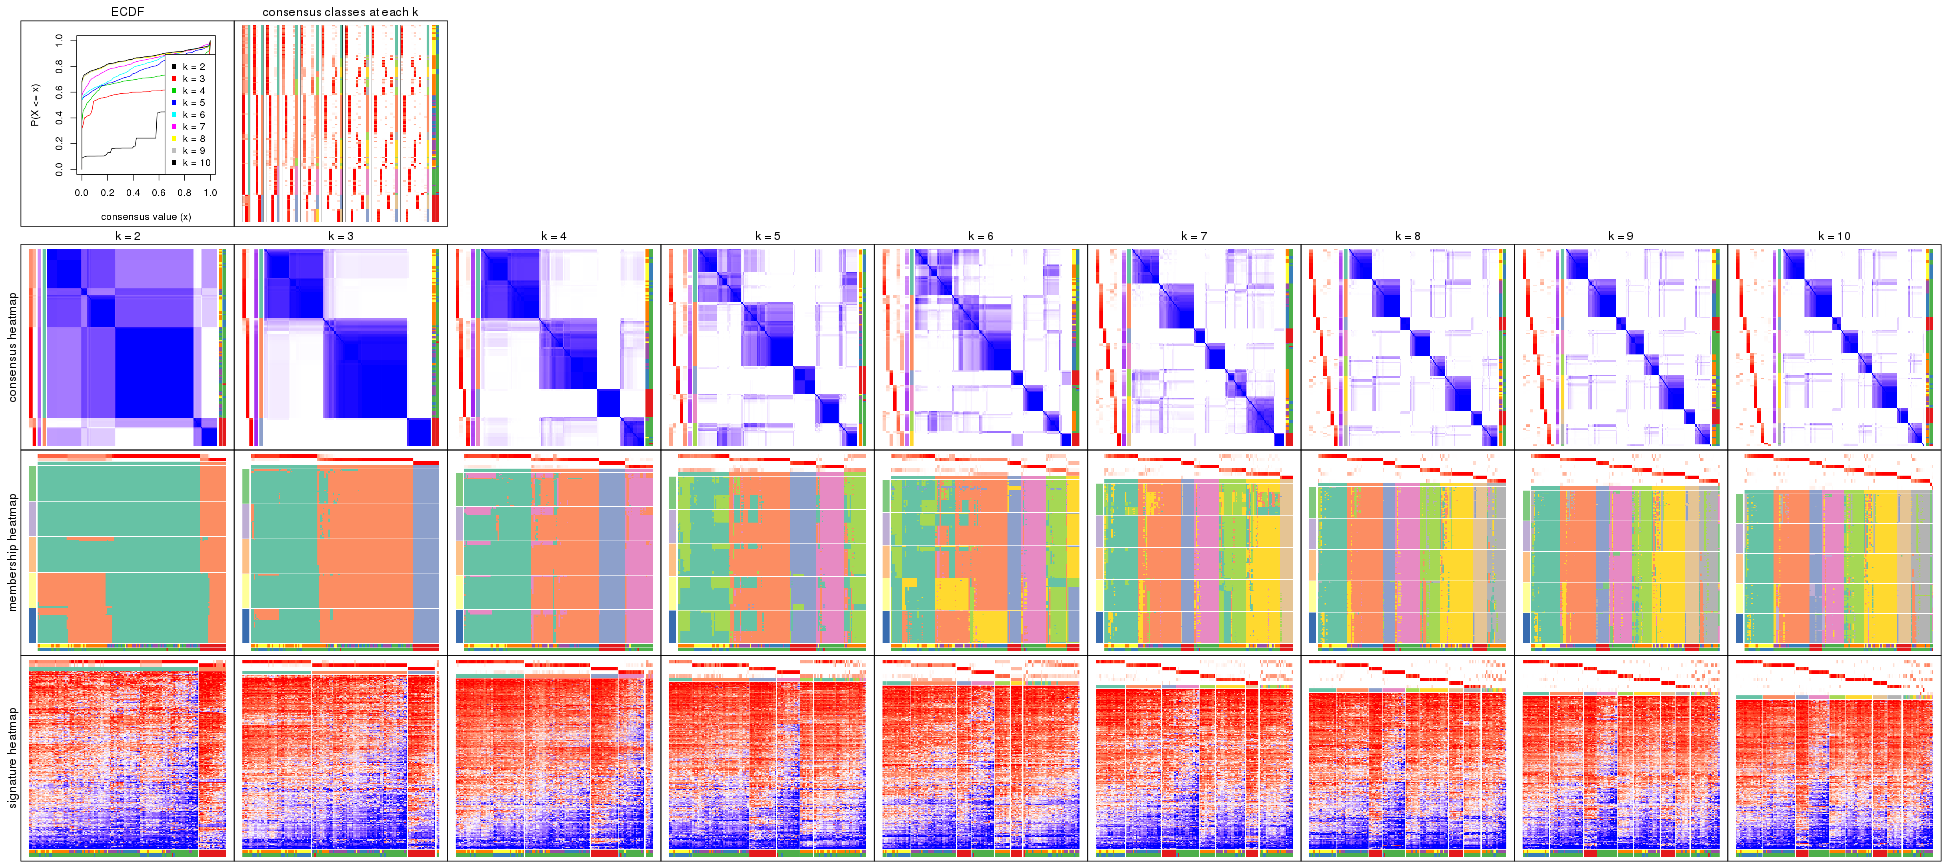 ECDF
consensus classes at each k
P(X <= x)
1.0
0.8
0.6
0.4
0.2
0.0
k = 2
k = 3
k = 4
k = 5
k = 6
k = 7
k = 8
k = 9
k = 10
0.0 0.2 0.4 0.6 0.8 1.0
consensus value (x)
k = 2 k = 3 k = 4 k = 5 k = 6 k = 7 k = 8 k = 9 k = 10
consensus heatmap
membership heatmap
signature heatmap